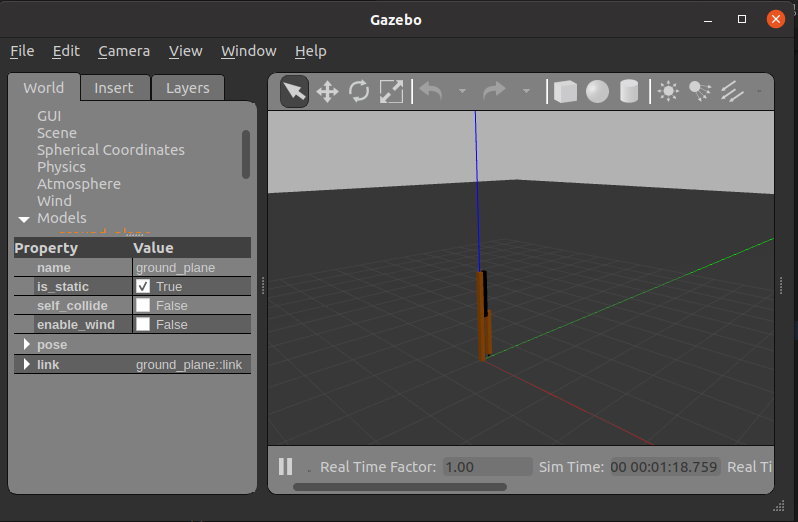 Gazebo
File Edit Camera View Window Help
World Insert Layers
GUI
Scene
Spherical Coordinates
Physics
Atmosphere
Wind
Models
ground_plane
Property Value
name ground_plane
is_static True
self_collide False
enable_wind False
pose
link ground_plane::link
Real Time Factor: 1.00 Sim Time: 00 00:01:18.759 Real Ti